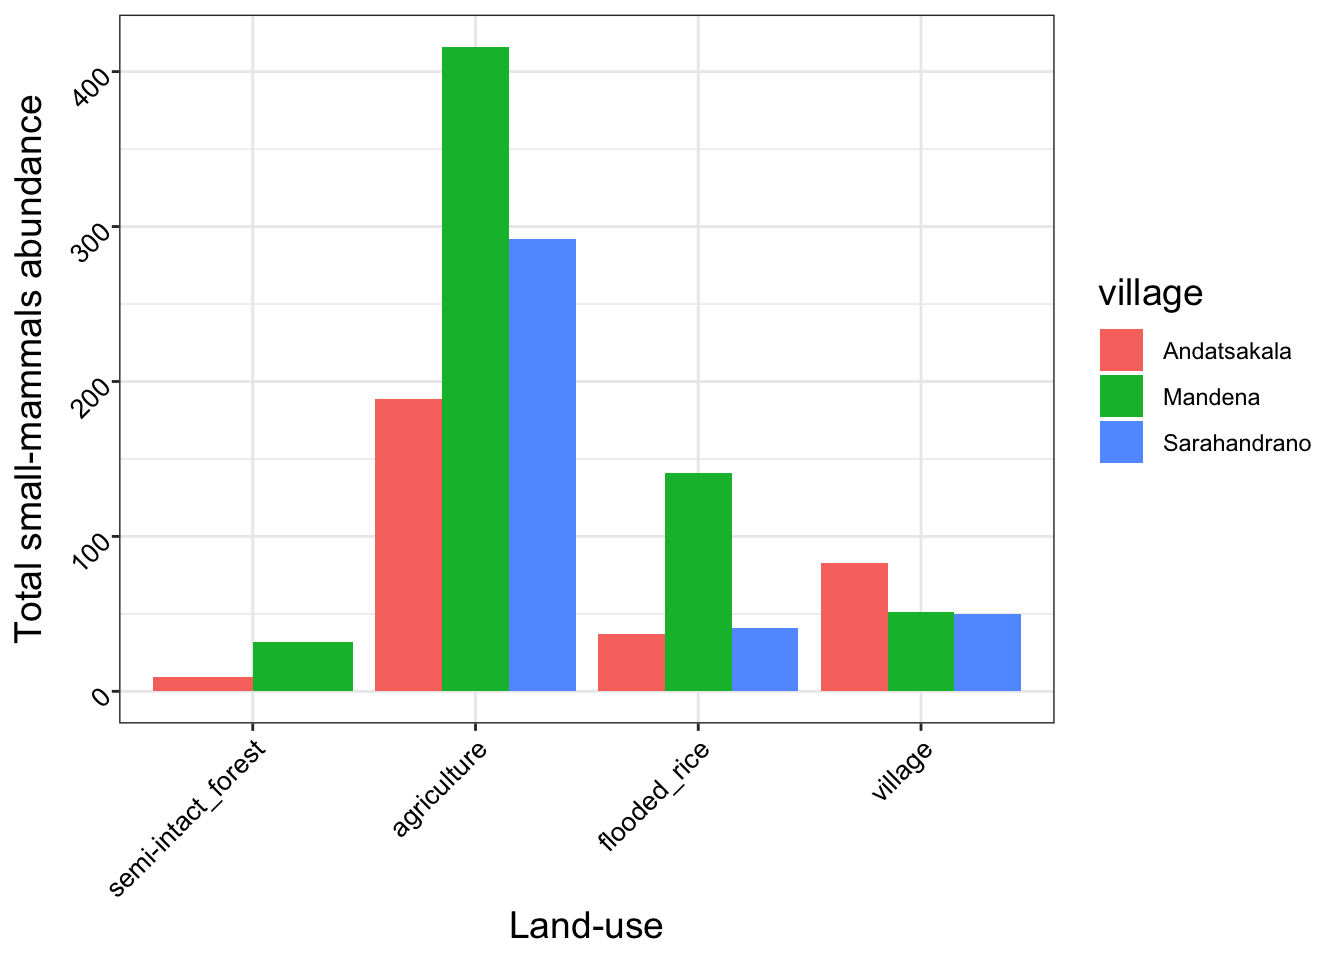 Total small-mammals abundance
400
300
200
100
0
semi-intact_forest
agriculture
flooded_rice
village
Land-use
village
Andatsakala
Mandena
Sarahandrano